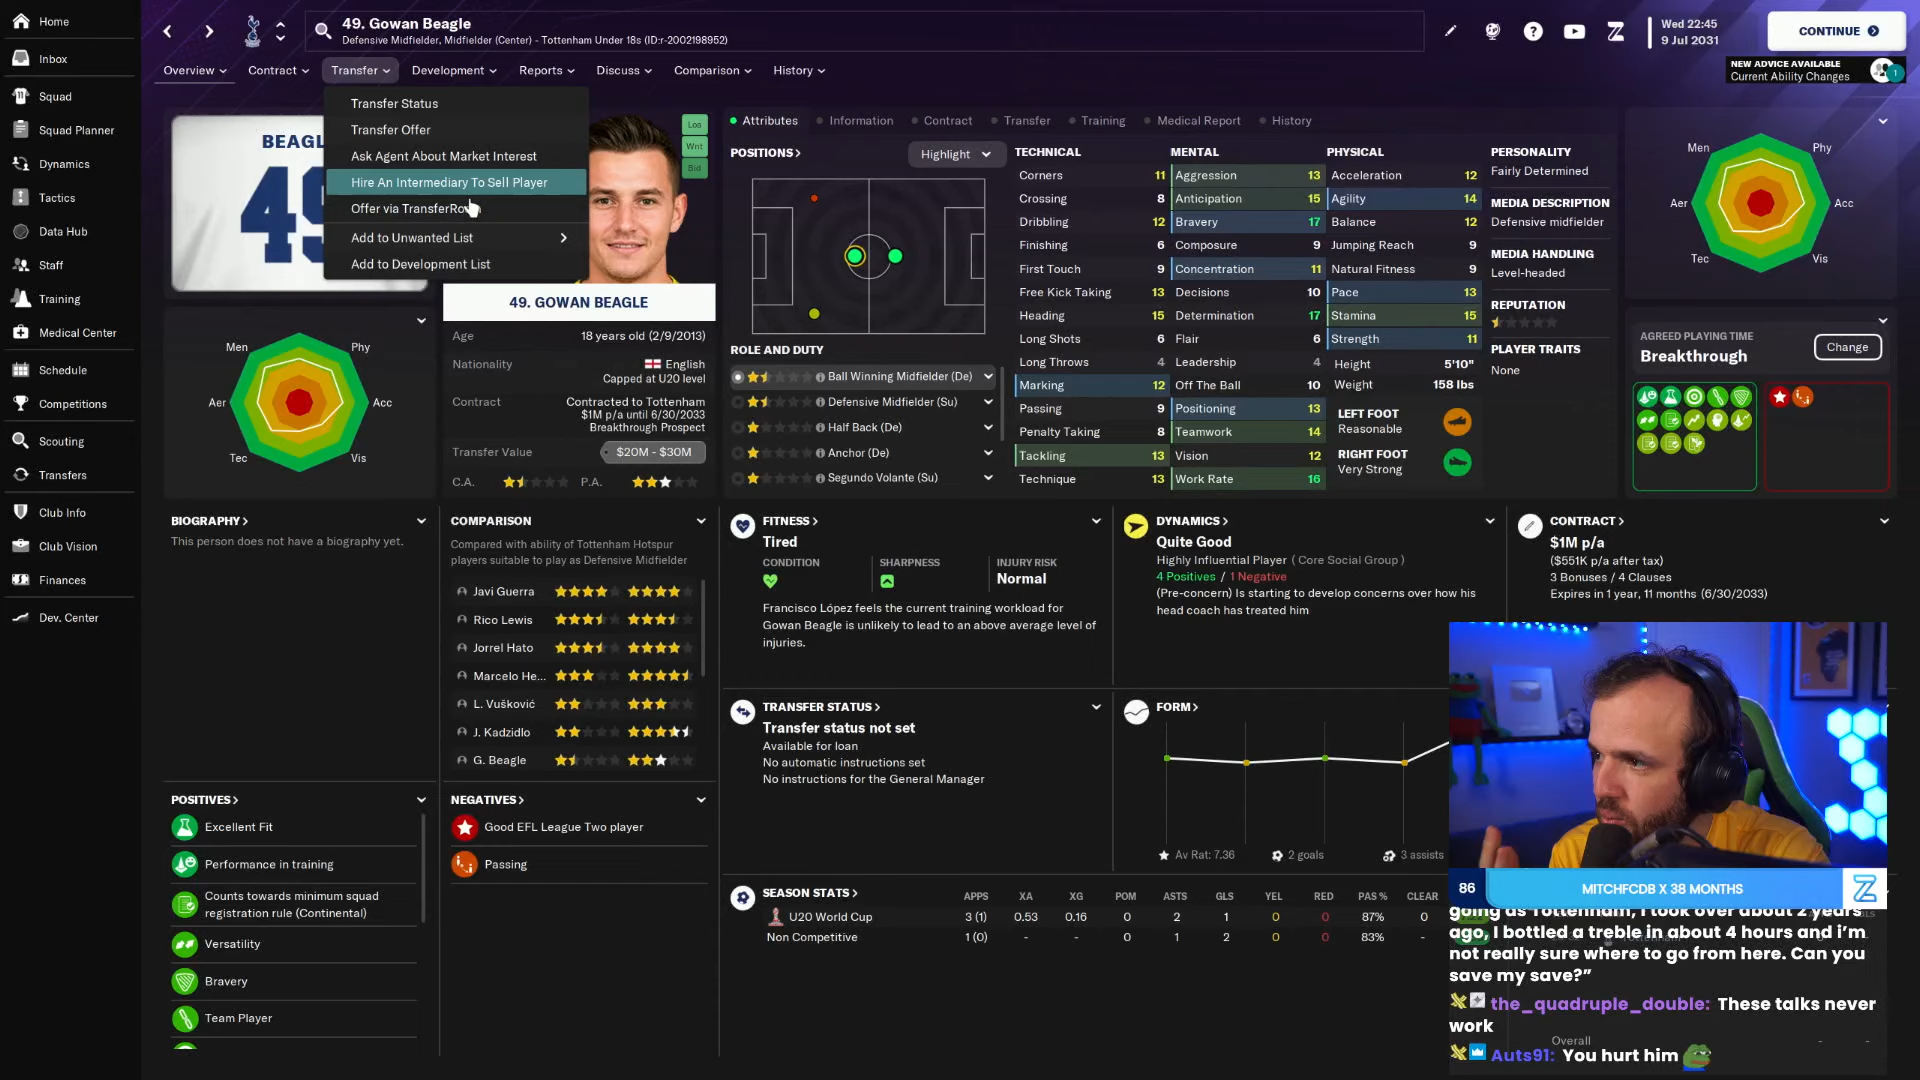 Home
Inbox
Squad
Squad Planner
Dynamics
Tactics
Data Hub
Staff
Training
Medical Center
Schedule
Competitions
Scouting
Transfers
Club Info
Club Vision
Finances
Dev. Center
49. Gowan Beagle
Defensive Midfielder, Midfielder (Center) - Tottenham Under 18s (ID:r-2002198952)
Wed 22:45
9 Jul 2031
CONTINUE
NEW ADVICE AVAILABLE
Current Ability Changes
1
Overview
Contract
Transfer
Development
Reports
Discuss
Comparison
History
Transfer Status
Transfer Offer
Ask Agent About Market Interest
Hire An Intermediary To Sell Player
Offer via TransferRo
Add to Unwanted List
Add to Development List
BEAGL
49
Loa
Wnt
Bid
49. GOWAN BEAGLE
Age 18 years old (2/9/2013)
Nationality English
Capped at U20 level
Contract Contracted to Tottenham
$1M p/a until 6/30/2033
Breakthrough Prospect
Transfer Value $20M - $30M
C.A. P.A.
Men Phy
Aer Acc
Tec Vis
Attributes
Information
Contract
Transfer
Training
Medical Report
History
POSITIONS
Highlight
ROLE AND DUTY
Ball Winning Midfielder (De)
Defensive Midfielder (Su)
Half Back (De)
Anchor (De)
Segundo Volante (Su)
TECHNICAL
Corners 11
Crossing 8
Dribbling 12
Finishing 6
First Touch 9
Free Kick Taking 13
Heading 15
Long Shots 6
Long Throws 4
Marking 12
Passing 9
Penalty Taking 8
Tackling 13
Technique 13
MENTAL
Aggression 13
Anticipation 15
Bravery 17
Composure 9
Concentration 11
Decisions 10
Determination 17
Flair 6
Leadership 4
Off The Ball 10
Positioning 13
Teamwork 14
Vision 12
Work Rate 16
PHYSICAL
Acceleration 12
Agility 14
Balance 12
Jumping Reach 9
Natural Fitness 9
Pace 13
Stamina 15
Strength 11
Height 5'10"
Weight 158 lbs
LEFT FOOT
Reasonable
RIGHT FOOT
Very Strong
PERSONALITY
Fairly Determined
MEDIA DESCRIPTION
Defensive midfielder
MEDIA HANDLING
Level-headed
REPUTATION
PLAYER TRAITS
None
Men Phy
Aer Acc
Tec Vis
AGREED PLAYING TIME
Breakthrough
Change
BIOGRAPHY
This person does not have a biography yet.
COMPARISON
Compared with ability of Tottenham Hotspur
players suitable to play as Defensive Midfielder
Javi Guerra
Rico Lewis
Jorrel Hato
Marcelo He...
L. Vušković
J. Kadzidlo
G. Beagle
FITNESS
Tired
CONDITION
SHARPNESS
INJURY RISK
Normal
Francisco López feels the current training workload for
Gowan Beagle is unlikely to lead to an above average level of
injuries.
DYNAMICS
Quite Good
Highly Influential Player ( Core Social Group )
4 Positives / 1 Negative
(Pre-concern) Is starting to develop concerns over how his
head coach has treated him
CONTRACT
$1M p/a
($551K p/a after tax)
3 Bonuses / 4 Clauses
Expires in 1 year, 11 months (6/30/2033)
TRANSFER STATUS
Transfer status not set
Available for loan
No automatic instructions set
No instructions for the General Manager
FORM
Av Rat: 7.36
2 goals
3 assists
POSITIVES
Excellent Fit
Performance in training
Counts towards minimum squad
registration rule (Continental)
Versatility
Bravery
Team Player
NEGATIVES
Good EFL League Two player
Passing
SEASON STATS APPS XA XG POM ASTS GLS YEL RED PAS % CLEAR
U20 World Cup 3 (1) 0.53 0.16 0 2 1 0 0 87% 0
Non Competitive 1 (0) - - 0 1 2 0 0 83% -
86
MITCHFCDB X 38 MONTHS
going as Tottenham, I took over about 2 years
ago, I bottled a treble in about 4 hours and i'm
not really sure where to go from here. Can you
save my save?”
the_quadruple_double: These talks never
work
Overall - -
Auts91: You hurt him